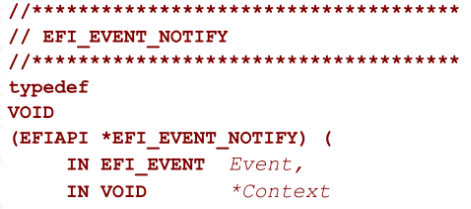 //*************************************
// EFI_EVENT_NOTIFY
//*************************************
typedef
VOID
(EFIAPI *EFI_EVENT_NOTIFY) (
IN EFI_EVENT Event,
IN VOID *Context